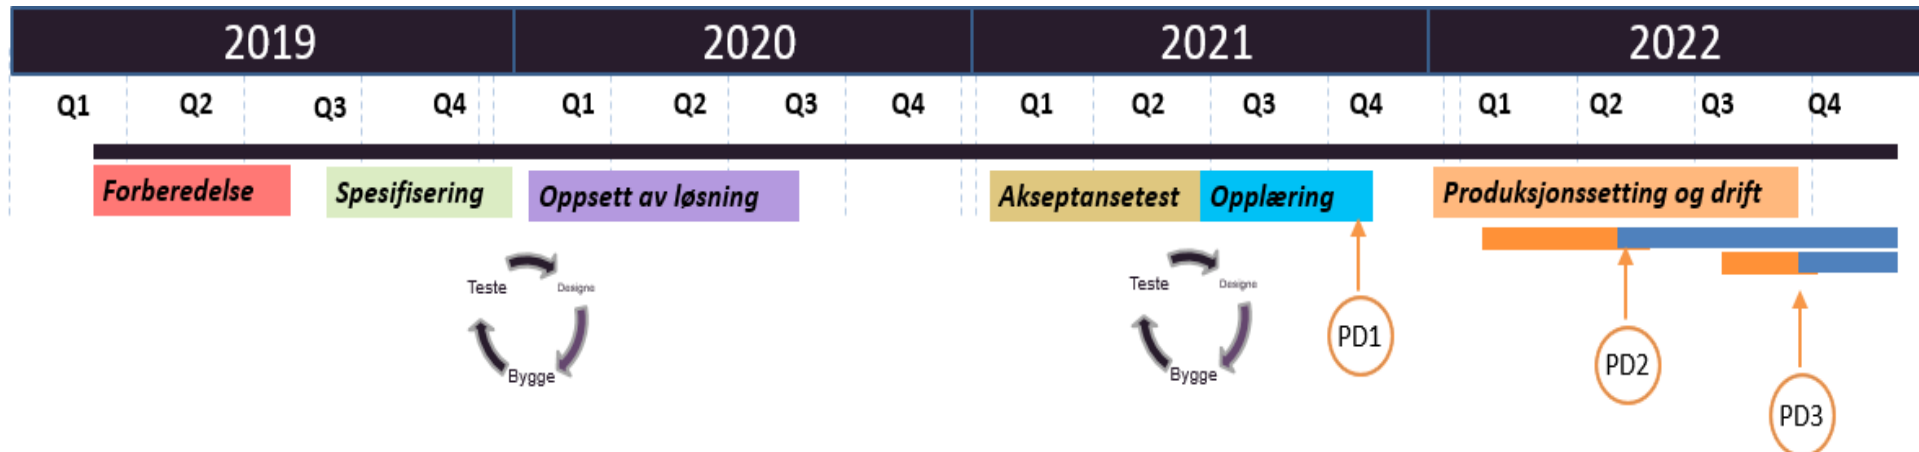 2019 2020 2021 2022
Q1 Q2 Q3 Q4 Q1 Q2 Q3 Q4 Q1 Q2 Q3 Q4 Q1 Q2 Q3 Q4
Forberedelse Spesifisering Oppsett av løsning Akseptansetest Opplæring Produksjonssetting og drift
Teste Designe
Bygge
Teste Designe
Bygge
PD1
PD2
PD3